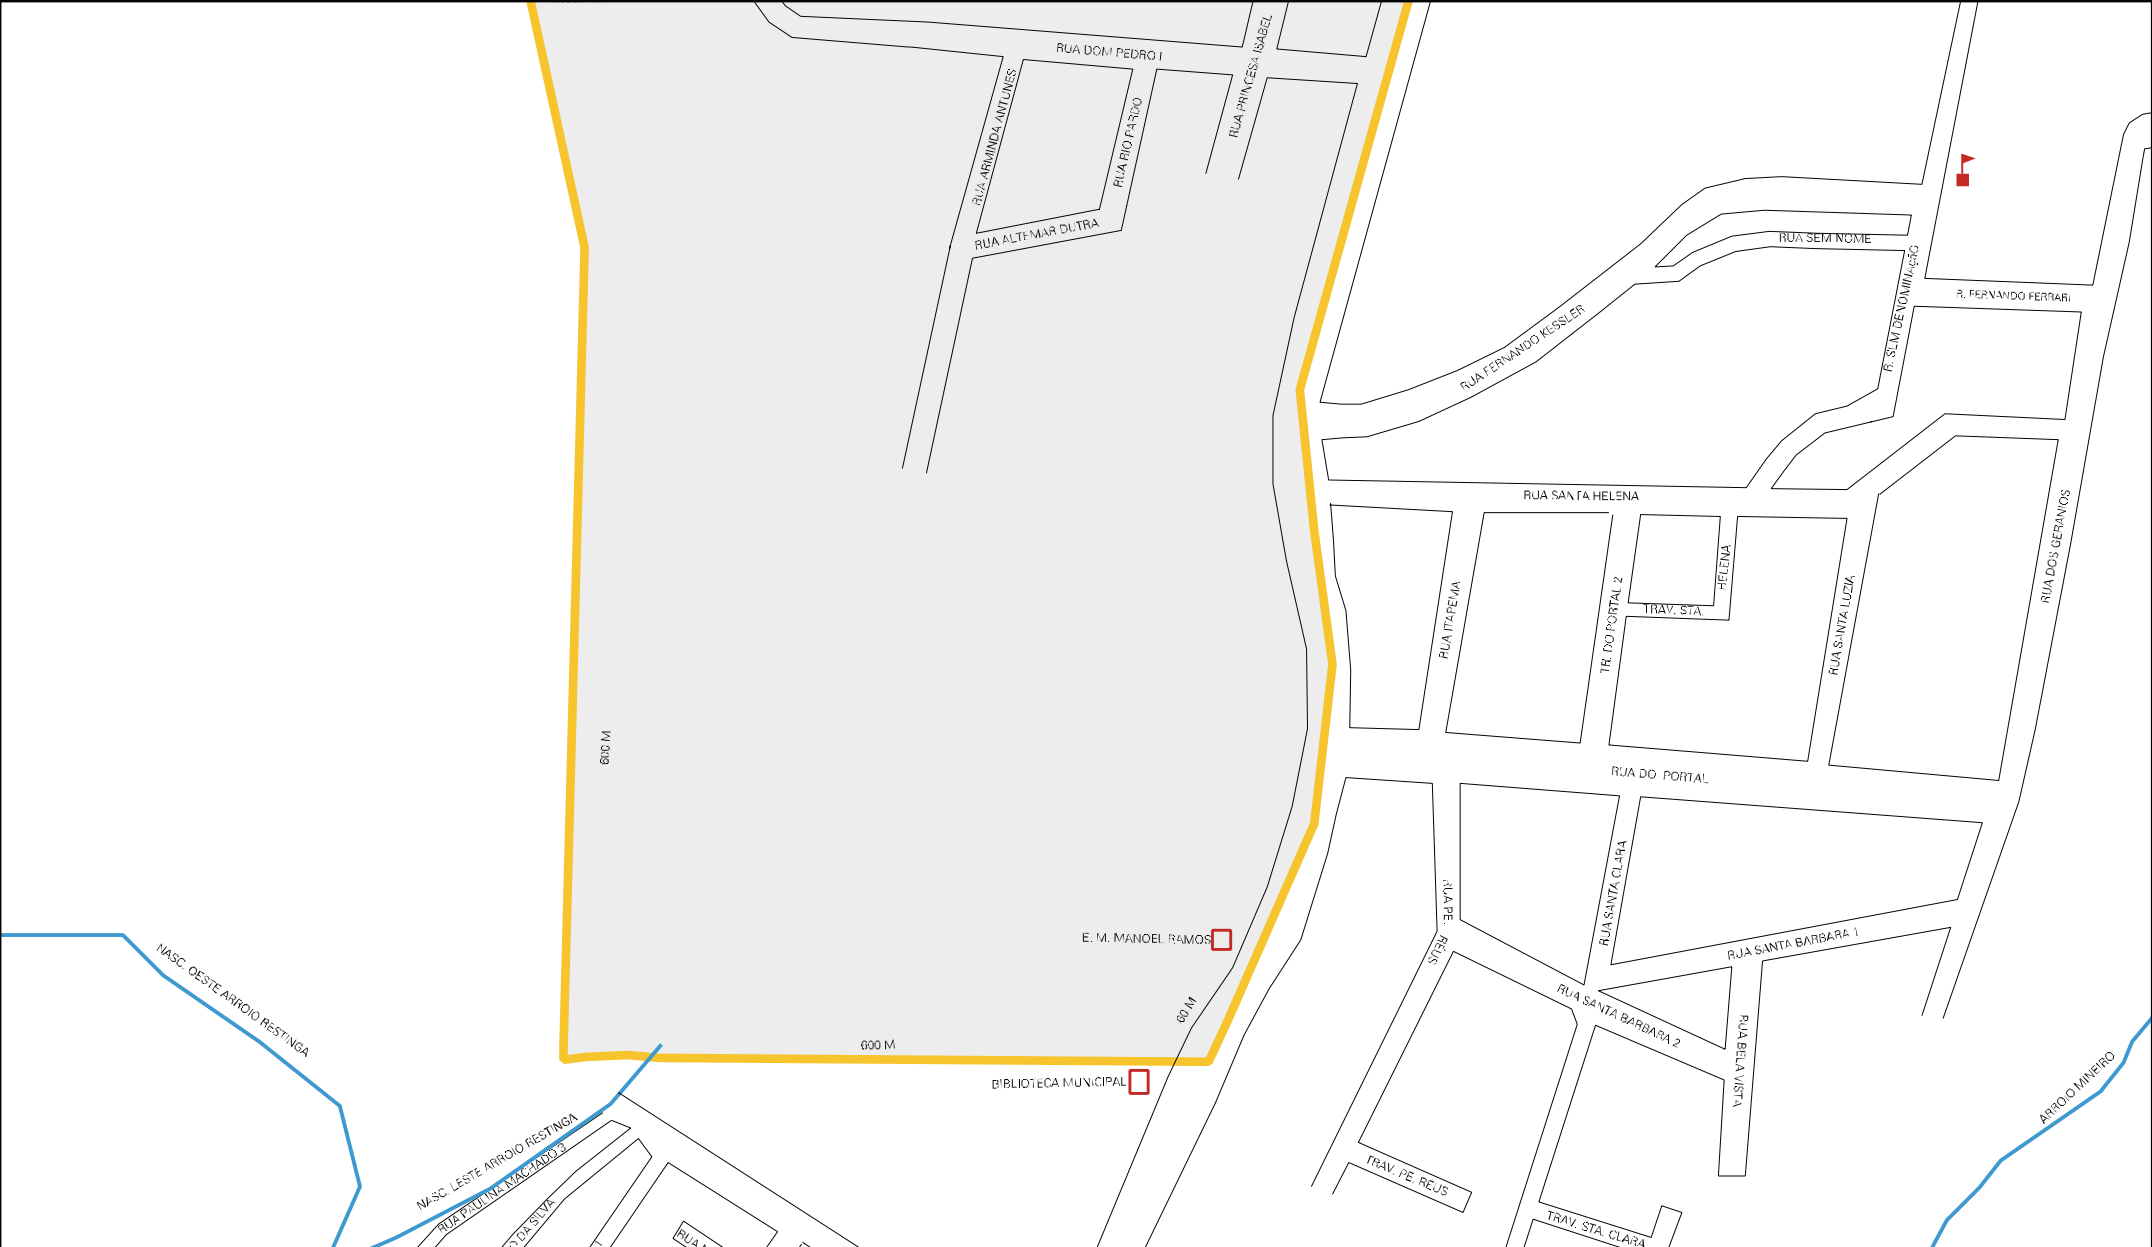 RUA DOM PEDRO I
RUA PRINCESA ISABEL
RUA ARMINDA ANTUNES
RUA RIO PARDO
RUA ALTEMAR DUTRA
RUA SEM NOME
R. SEM DENOMINAÇÃO
R. FERNANDO FERRARI
RUA FERNANDO KESSLER
RUA SANTA HELENA
RUA DOS GERANIOS
HELENA
TRAV. STA.
RUA ITAPEMA
TR. DO PORTAL 2
RUA SANTA LUZIA
600 M
RUA DO PORTAL
RUA PE.
REUS
RUA SANTA CLARA
RUA SANTA BARBARA 1
E. M. MANOEL RAMOS
NASC. OESTE ARROIO RESTINGA
60 M
RUA SANTA BARBARA 2
600 M
RUA BELA VISTA
BIBLIOTECA MUNICIPAL
ARROIO MINEIRO
NASC. LESTE ARROIO RESTINGA
RUA PAULINA MACHADO 3
TRAV. PE. REUS
DA SILVA
TRAV. STA. CLARA
RUA